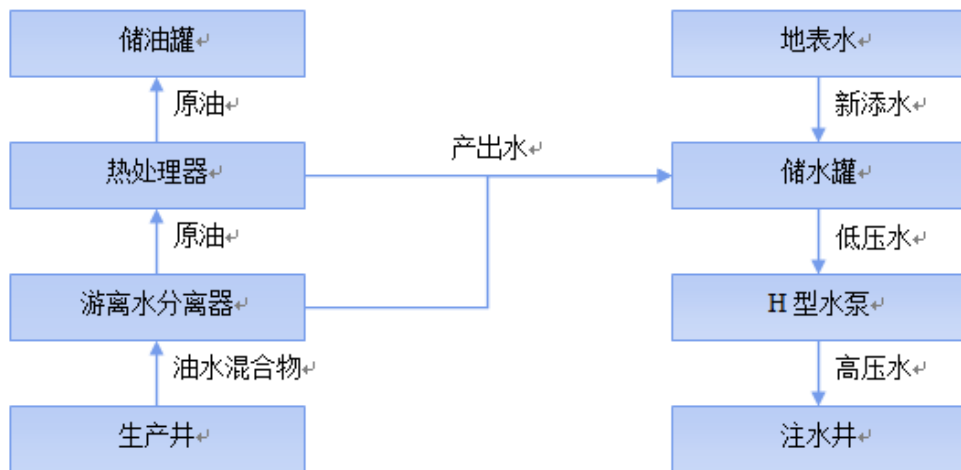 储油罐
地表水
原油
新添水
产出水
热处理器
储水罐
原油
低压水
游离水分离器
H 型水泵
油水混合物
高压水
生产井
注水井